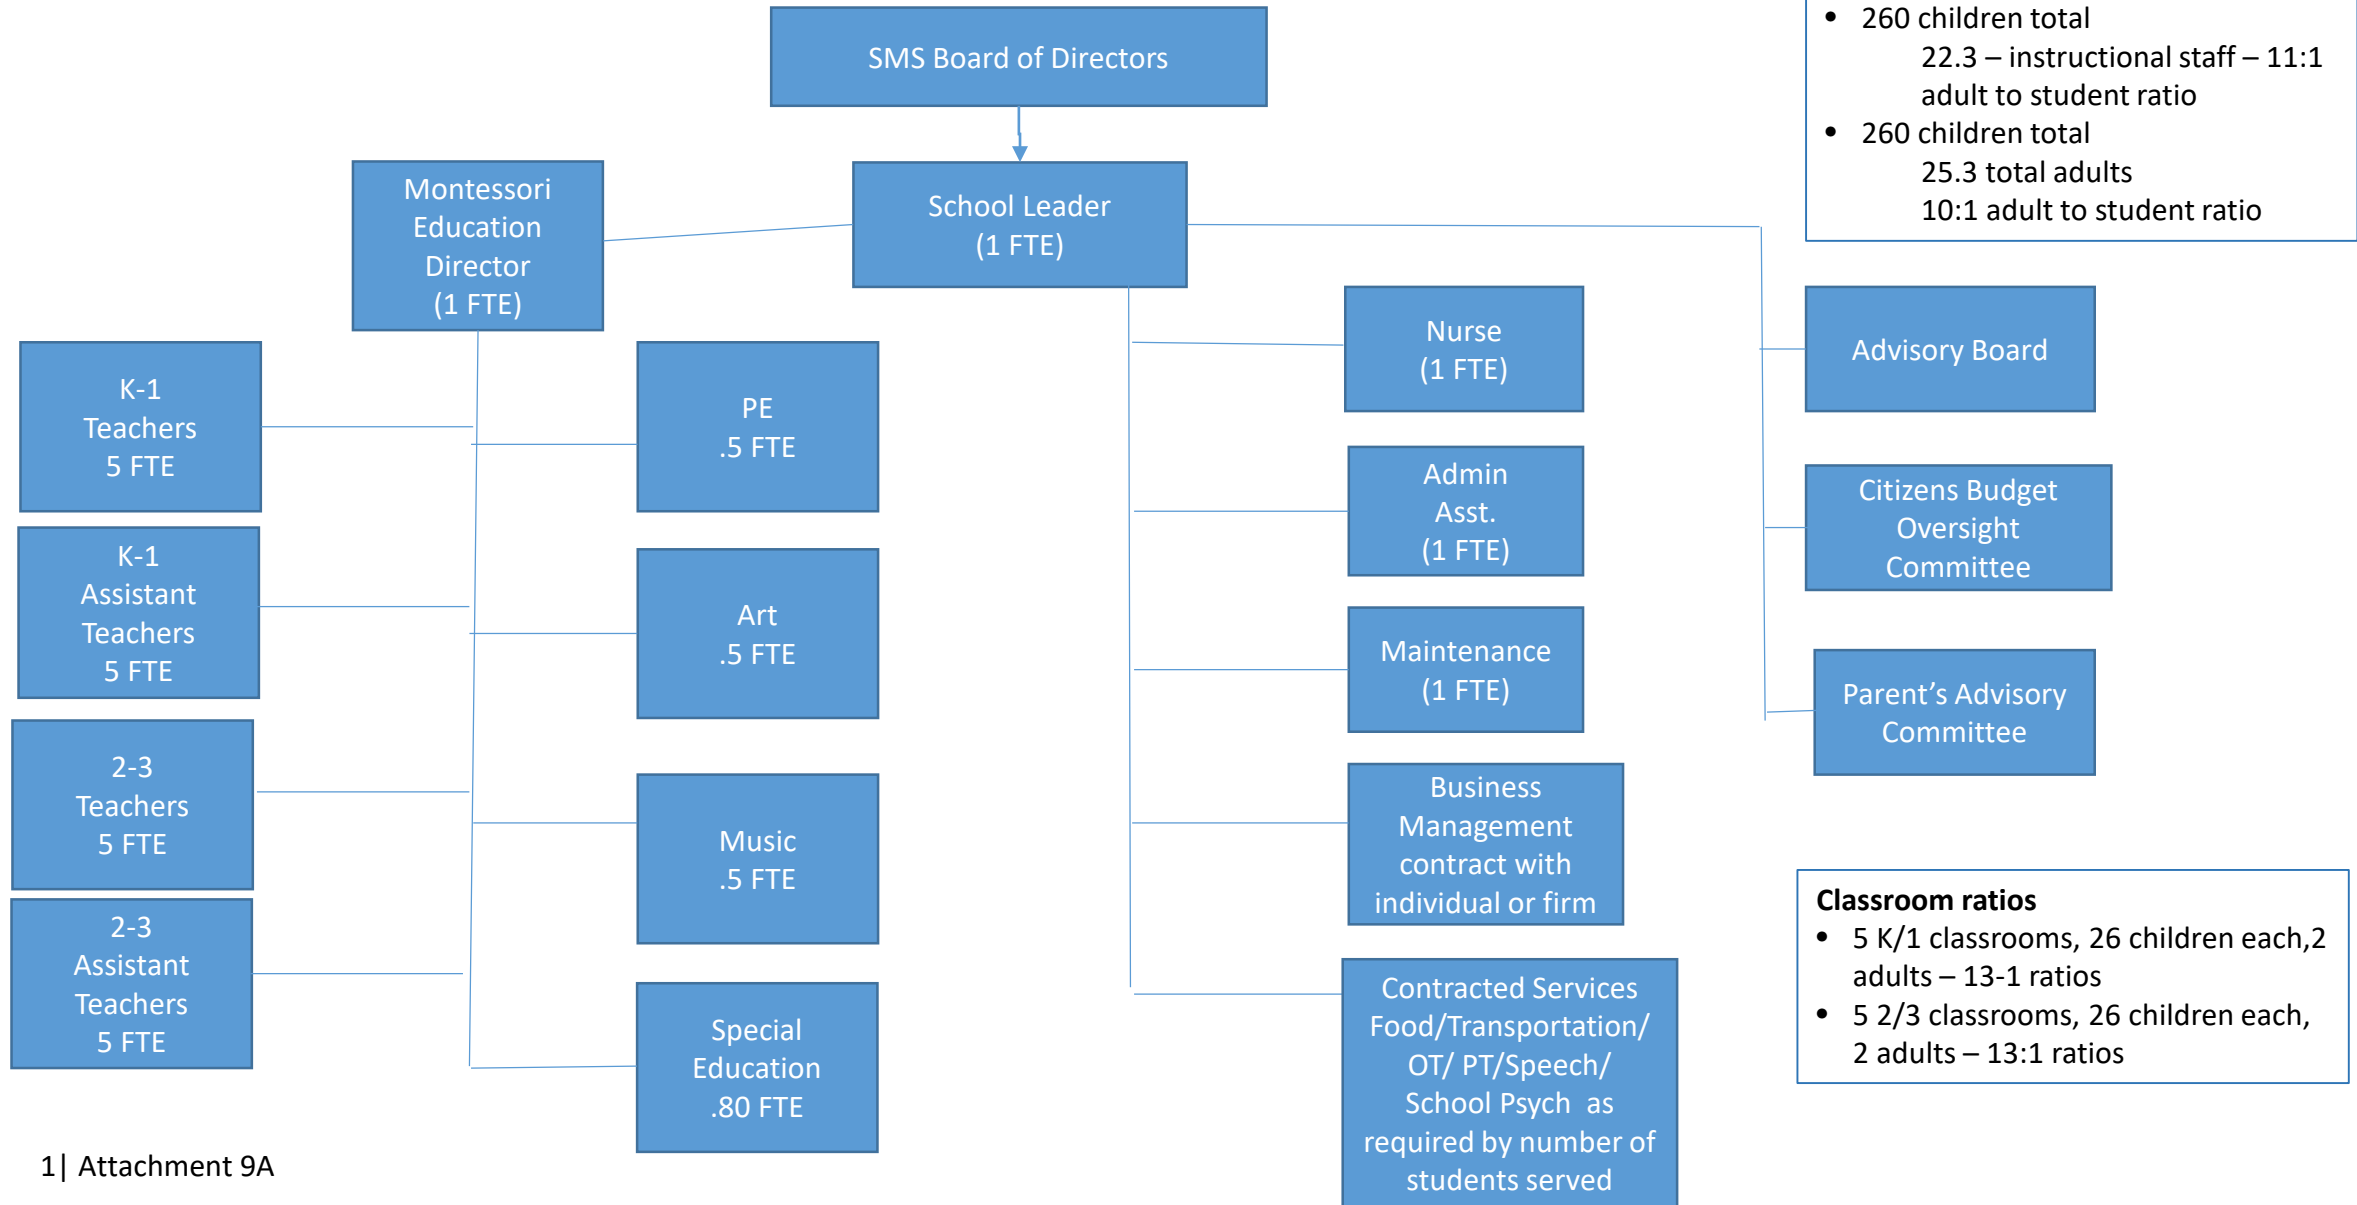 SMS Board of Directors
• 260 children total
22.3 – instructional staff – 11:1
adult to student ratio
• 260 children total
25.3 total adults
10:1 adult to student ratio
Montessori
Education
Director
(1 FTE)
School Leader
(1 FTE)
K-1
Teachers
5 FTE
K-1
Assistant
Teachers
5 FTE
2-3
Teachers
5 FTE
2-3
Assistant
Teachers
5 FTE
PE
.5 FTE
Art
.5 FTE
Music
.5 FTE
Special
Education
.80 FTE
Nurse
(1 FTE)
Admin
Asst.
(1 FTE)
Maintenance
(1 FTE)
Business
Management
contract with
individual or firm
Contracted Services
Food/Transportation/
OT/ PT/Speech/
School Psych  as
required by number of
students served
Advisory Board
Citizens Budget
Oversight
Committee
Parent’s Advisory
Committee
Classroom ratios
• 5 K/1 classrooms, 26 children each,2
adults – 13-1 ratios
• 5 2/3 classrooms, 26 children each,
2 adults – 13:1 ratios
1| Attachment 9A